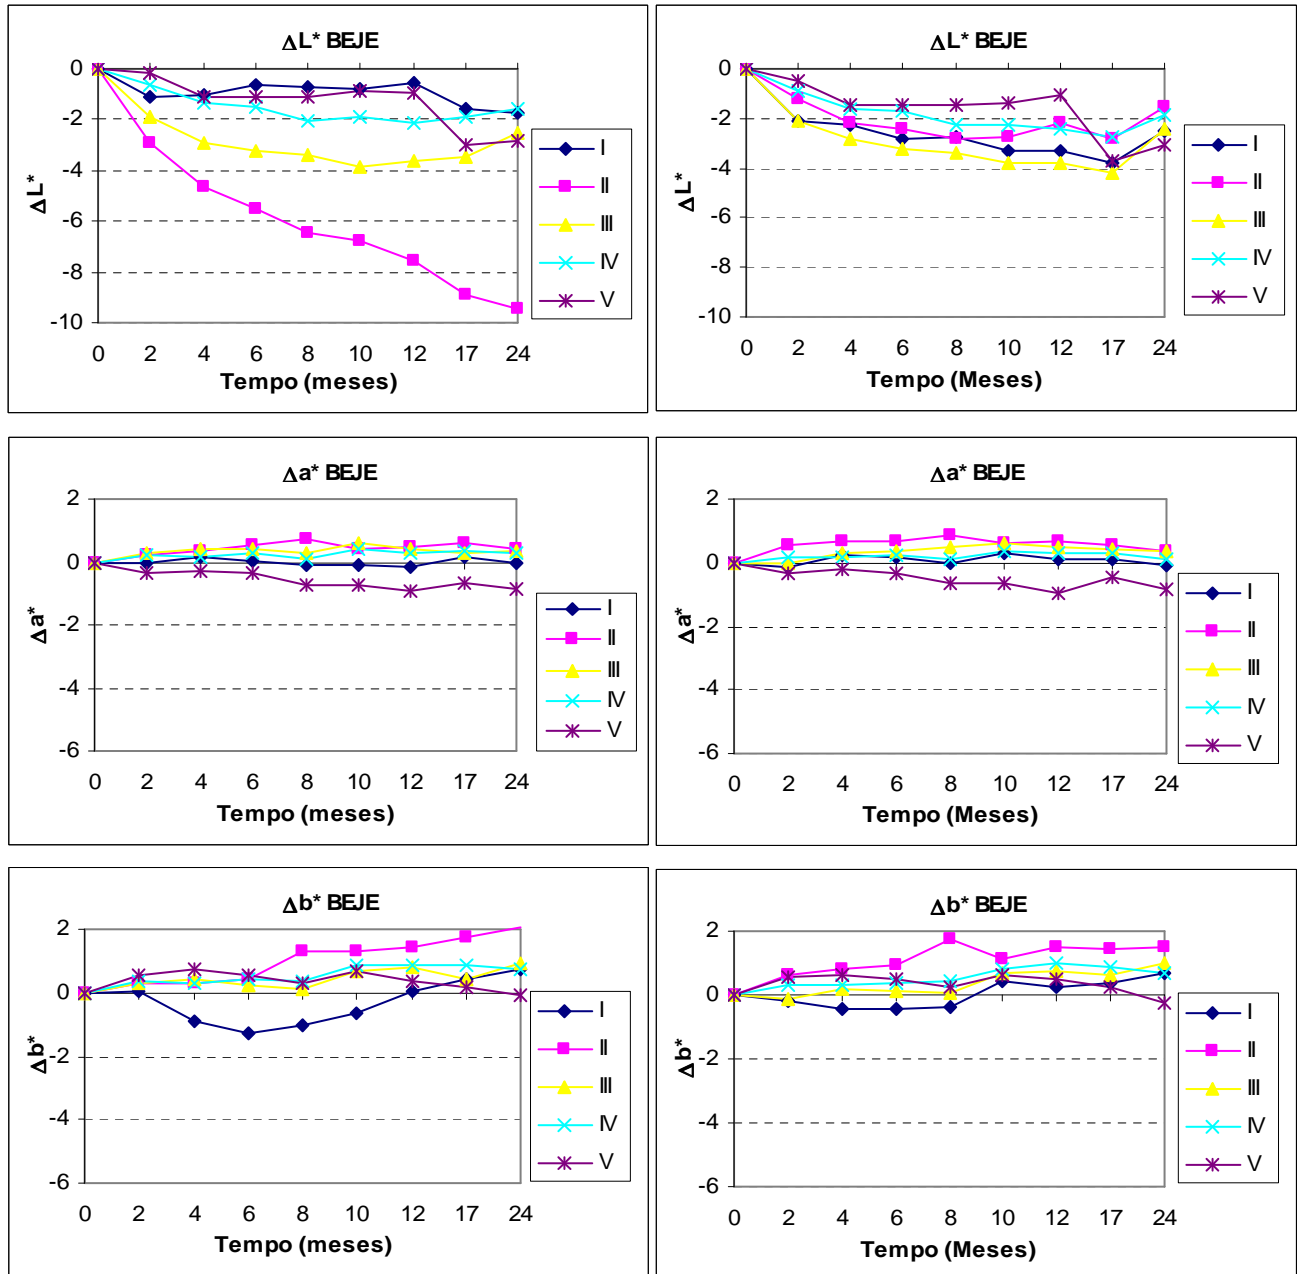 ΔL* BEJE
0
-2
-4
-6
-8
-10
ΔL*
0 2 4 6 8 10 12 17 24
Tempo (meses)
I
II
III
IV
V
ΔL* BEJE
0
-2
-4
-6
-8
-10
ΔL*
0 2 4 6 8 10 12 17 24
Tempo (Meses)
I
II
III
IV
V
Δa* BEJE
2
0
-2
-4
-6
Δa*
0 2 4 6 8 10 12 17 24
Tempo (meses)
I
II
III
IV
V
Δa* BEJE
2
0
-2
-4
-6
Δa*
0 2 4 6 8 10 12 17 24
Tempo (Meses)
I
II
III
IV
V
Δb* BEJE
2
0
-2
-4
-6
Δb*
0 2 4 6 8 10 12 17 24
Tempo (meses)
I
II
III
IV
V
Δb* BEJE
2
0
-2
-4
-6
Δb*
0 2 4 6 8 10 12 17 24
Tempo (Meses)
I
II
III
IV
V